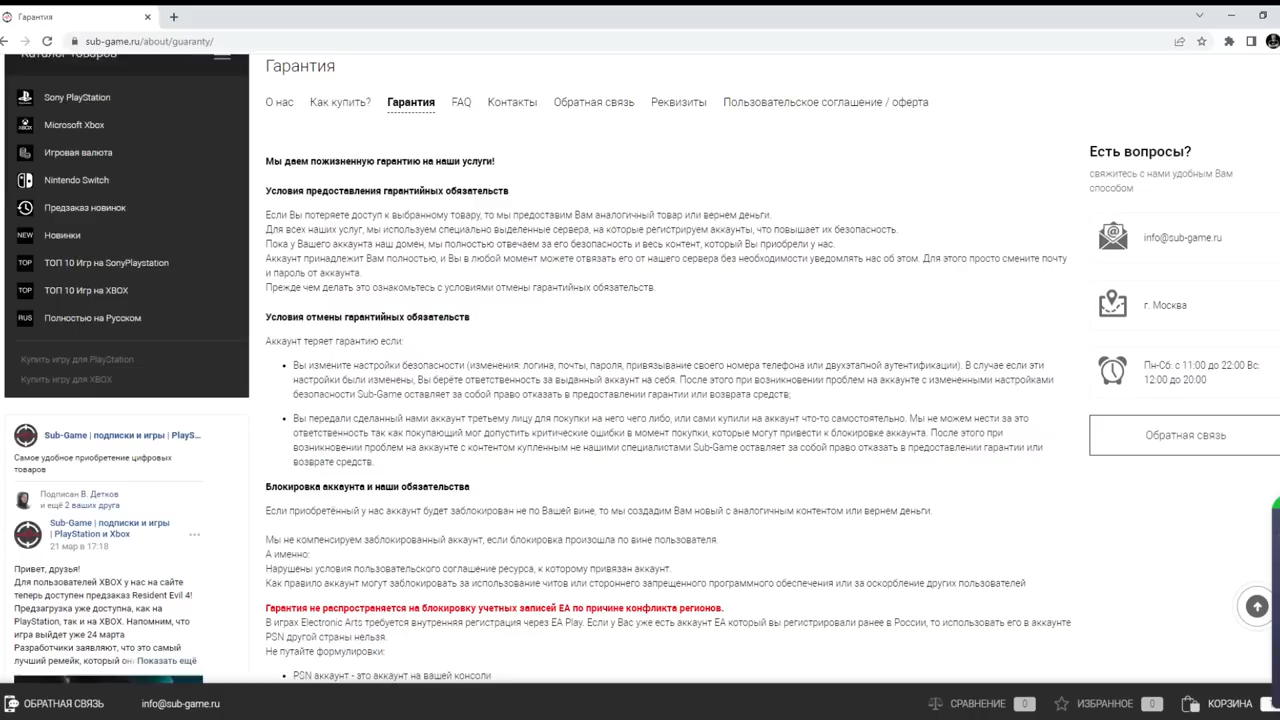 Гарантия
sub-game.ru/about/guaranty/
Каталог товаров
Sony PlayStation
Microsoft Xbox
Игровая валюта
Nintendo Switch
Предзаказ новинок
NEW Новинки
TOP ТОП 10 Игр на SonyPlaystation
TOP ТОП 10 Игр на XBOX
RUS Полностью на Русском
Купить игру для PlayStation
Купить игру для XBOX
Sub-Game | подписки и игры | PlayS...
Самое удобное приобретение цифровых
товаров
Подписан В. Детков
и ещё 2 ваших друга
Sub-Game | подписки и игры
| PlayStation и Xbox
21 мар в 17:18
Привет, друзья!
Для пользователей XBOX у нас на сайте
теперь доступен предзаказ Resident Evil 4!
Предзагрузка уже доступна, как на
PlayStation, так и на XBOX. Напомним, что
игра выйдет уже 24 марта
Разработчики заявляют, что это самый
лучший ремейк, который он Показать ещё
Гарантия
О нас Как купить? Гарантия FAQ Контакты Обратная связь Реквизиты Пользовательское соглашение / оферта
Мы даем пожизненную гарантию на наши услуги!
Условия предоставления гарантийных обязательств
Если Вы потеряете доступ к выбранному товару, то мы предоставим Вам аналогичный товар или вернем деньги.
Для всех наших услуг, мы используем специально выделенные сервера, на которые регистрируем аккаунты, что повышает их безопасность.
Пока у Вашего аккаунта наш домен, мы полностью отвечаем за его безопасность и весь контент, который Вы приобрели у нас.
Аккаунт принадлежит Вам полностью, и Вы в любой момент можете отвязать его от нашего сервера без необходимости уведомлять нас об этом. Для этого просто смените почту
и пароль от аккаунта.
Прежде чем делать это ознакомьтесь с условиями отмены гарантийных обязательств.
Условия отмены гарантийных обязательств
Аккаунт теряет гарантию если:
Вы измените настройки безопасности (изменения: логина, почты, пароля, привязывание своего номера телефона или двухэтапной аутентификации). В случае если эти
настройки были изменены, Вы берёте ответственность за выданный аккаунт на себя. После этого при возникновении проблем на аккаунте с измененными настройками
безопасности Sub-Game оставляет за собой право отказать в предоставлении гарантии или возврата средств;
Вы передали сделанный нами аккаунт третьему лицу для покупки на него чего либо, или сами купили на аккаунт что-то самостоятельно. Мы не можем нести за это
ответственность так как покупающий мог допустить критические ошибки в момент покупки, которые могут привести к блокировке аккаунта. После этого при
возникновении проблем на аккаунте с контентом купленным не нашими специалистами Sub-Game оставляет за собой право отказать в предоставлении гарантии или
возврате средств.
Блокировка аккаунта и наши обязательства
Если приобретённый у нас аккаунт будет заблокирован не по Вашей вине, то мы создадим Вам новый с аналогичным контентом или вернем деньги.
Мы не компенсируем заблокированный аккаунт, если блокировка произошла по вине пользователя.
А именно:
Нарушены условия пользовательского соглашение ресурса, к которому привязан аккаунт.
Как правило аккаунт могут заблокировать за использование читов или стороннего запрещенного программного обеспечения или за оскорбление других пользователей
Гарантия не распространяется на блокировку учетных записей EA по причине конфликта регионов.
В играх Electronic Arts требуется внутренняя регистрация через EA Play. Если у Вас уже есть аккаунт EA который вы регистрировали ранее в России, то использовать его в аккаунте
PSN другой страны нельзя.
Не путайте формулировки:
PSN аккаунт - это аккаунт на вашей консоли
Есть вопросы?
свяжитесь с нами удобным Вам
способом
info@sub-game.ru
г. Москва
Пн-Сб: с 11:00 до 22:00 Вс:
12:00 до 20:00
Обратная связь
ОБРАТНАЯ СВЯЗЬ info@sub-game.ru СРАВНЕНИЕ 0 ИЗБРАННОЕ 0 КОРЗИНА